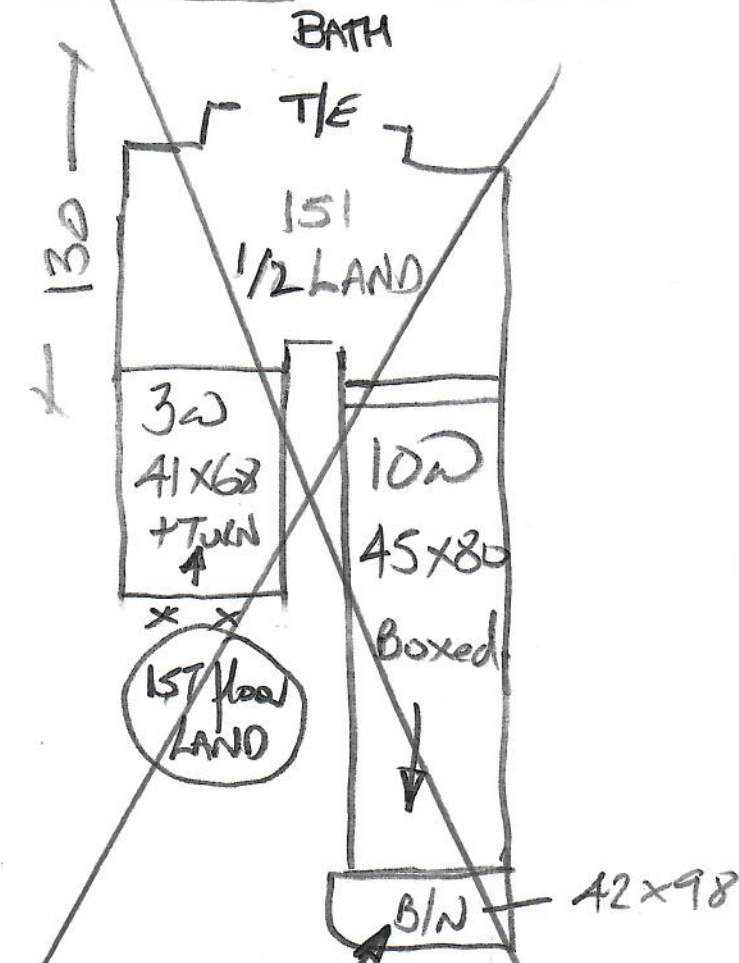 BATH
T/E
130
151
1/2 LAND
3W
41x68
+TURN
x x
1ST floor
LAND
10W
45x80
Boxed
B/N
42x98